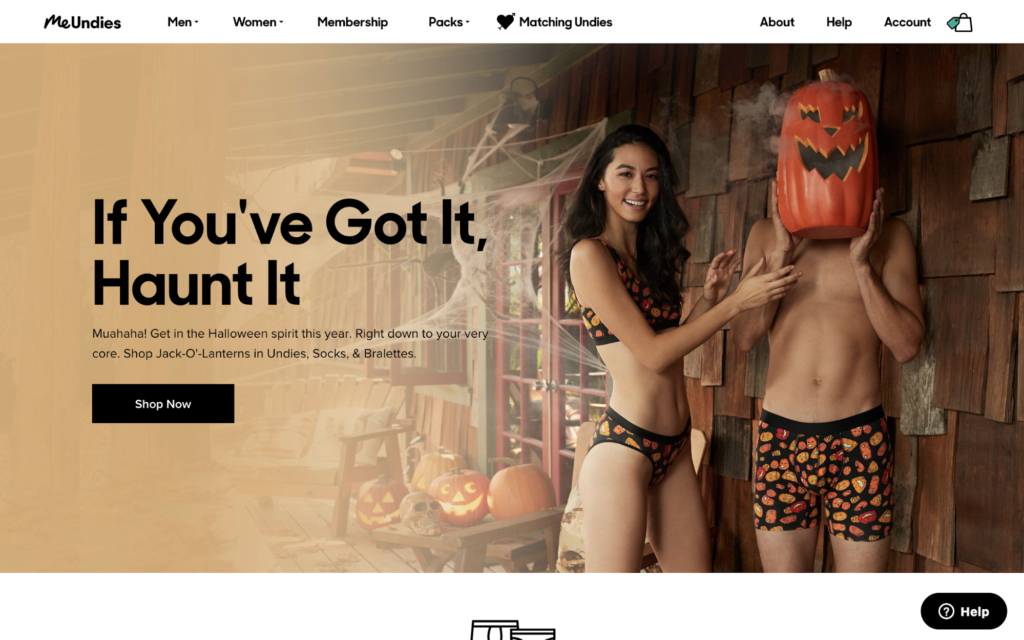 MeUndies
Men
Women
Membership
Packs
Matching Undies
About
Help
Account
If You've Got It,
Haunt It
Muahaha! Get in the Halloween spirit this year. Right down to your very
core. Shop Jack-O'-Lanterns in Undies, Socks, & Bralettes.
Shop Now
? Help